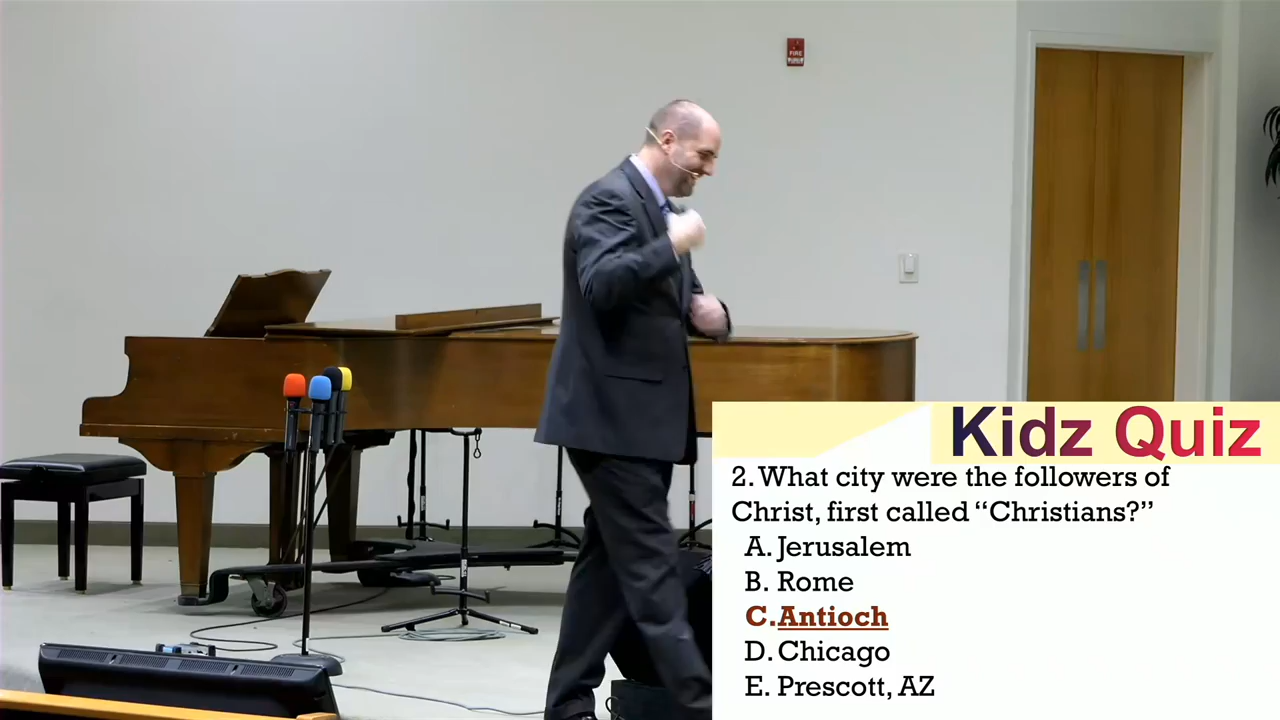 FIRE
Kidz Quiz
2. What city were the followers of
Christ, first called “Christians?”
A. Jerusalem
B. Rome
C. Antioch
D. Chicago
E. Prescott, AZ